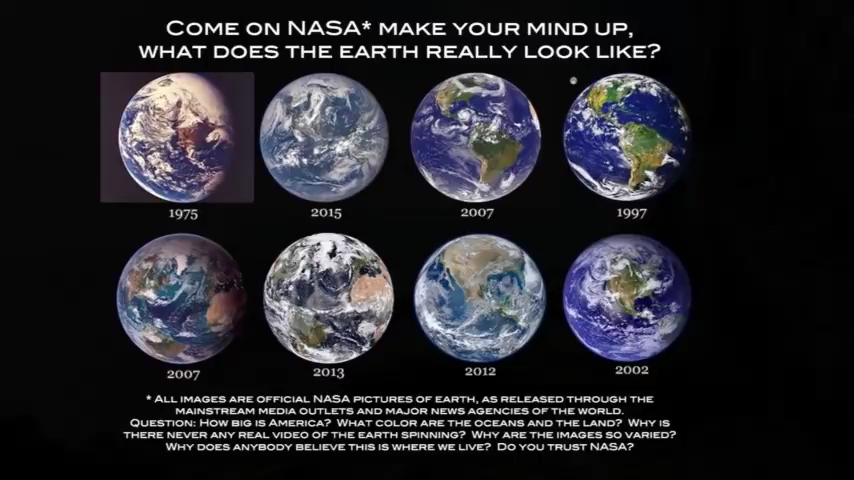 COME ON NASA* MAKE YOUR MIND UP,
WHAT DOES THE EARTH REALLY LOOK LIKE?
1975
2015
2007
1997
2007
2013
2012
2002
* ALL IMAGES ARE OFFICIAL NASA PICTURES OF EARTH, AS RELEASED THROUGH THE
MAINSTREAM MEDIA OUTLETS AND MAJOR NEWS AGENCIES OF THE WORLD.
QUESTION: HOW BIG IS AMERICA? WHAT COLOR ARE THE OCEANS AND THE LAND? WHY IS
THERE NEVER ANY REAL VIDEO OF THE EARTH SPINNING? WHY ARE THE IMAGES SO VARIED?
WHY DOES ANYBODY BELIEVE THIS IS WHERE WE LIVE? DO YOU TRUST NASA?